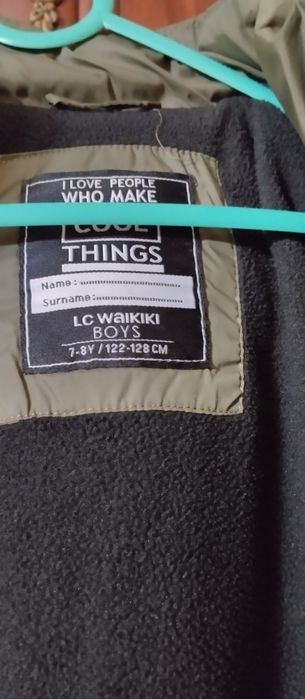 I LOVE PEOPLE
WHO MAKE
COOL
THINGS
Name:
Surname:
LC WAIKIKI
BOYS
7-8Y / 122-128 CM